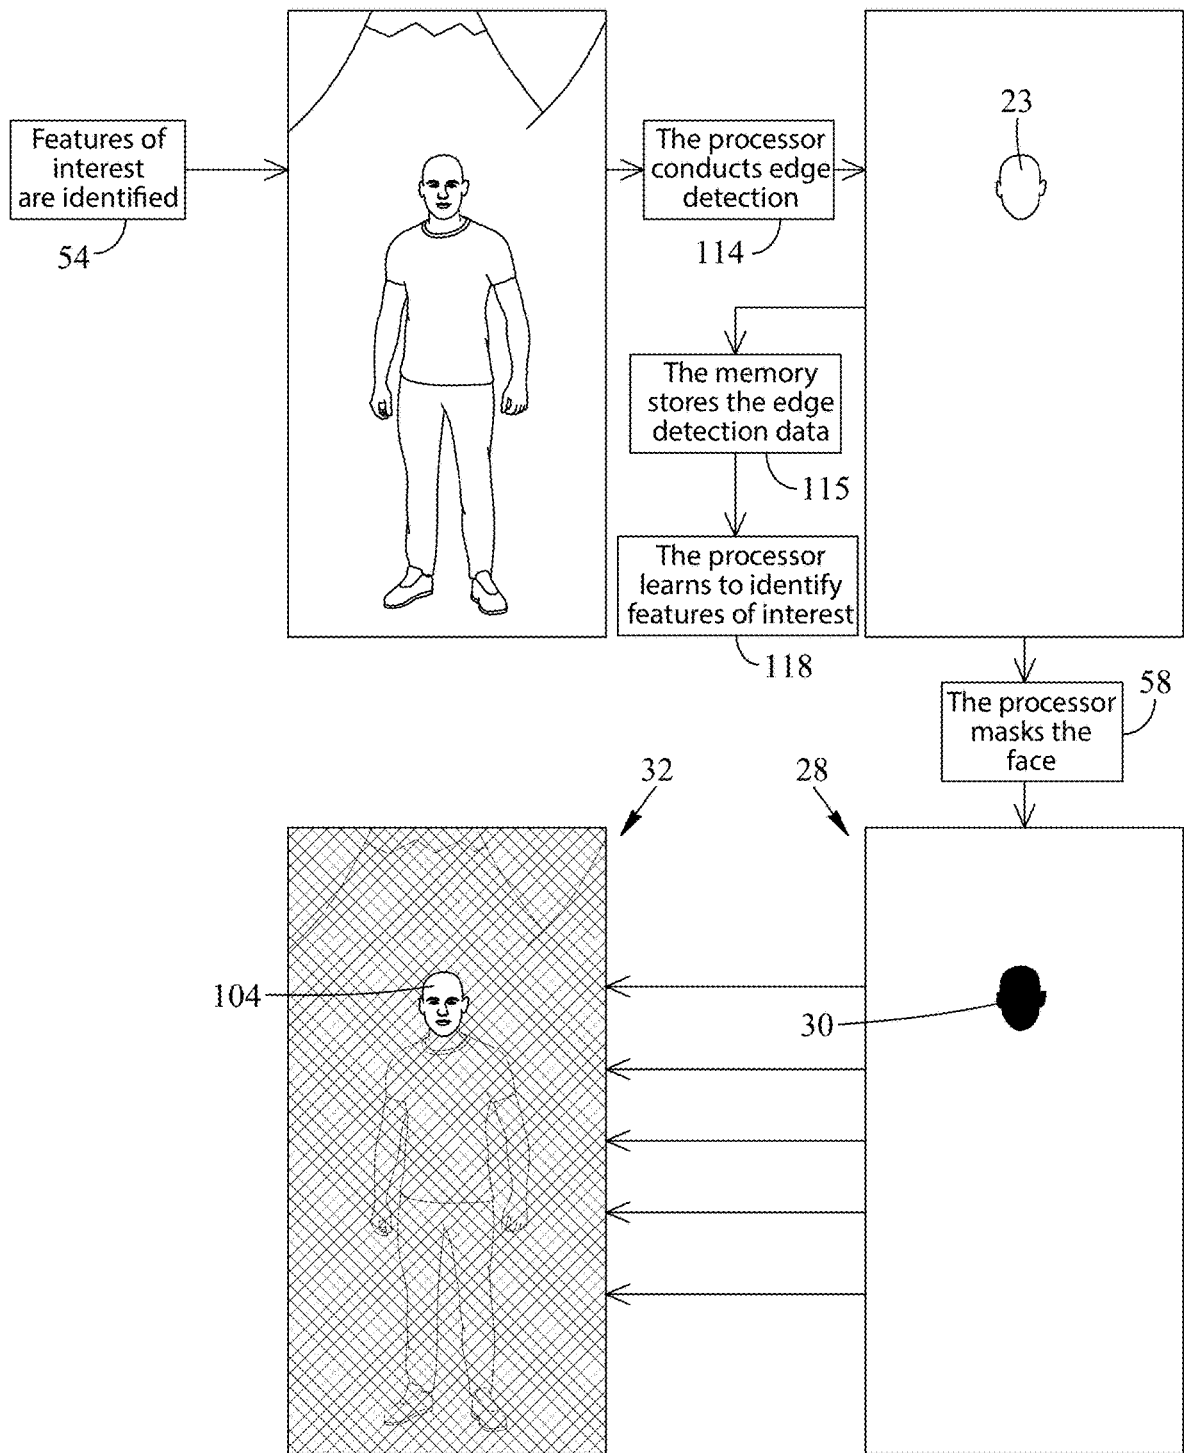 Features of
interest
are identified
54
The processor
conducts edge
detection
114
23
The memory
stores the edge
detection data
115
The processor
learns to identify
features of interest
118
58
The processor
masks the
face
32
28
104
30